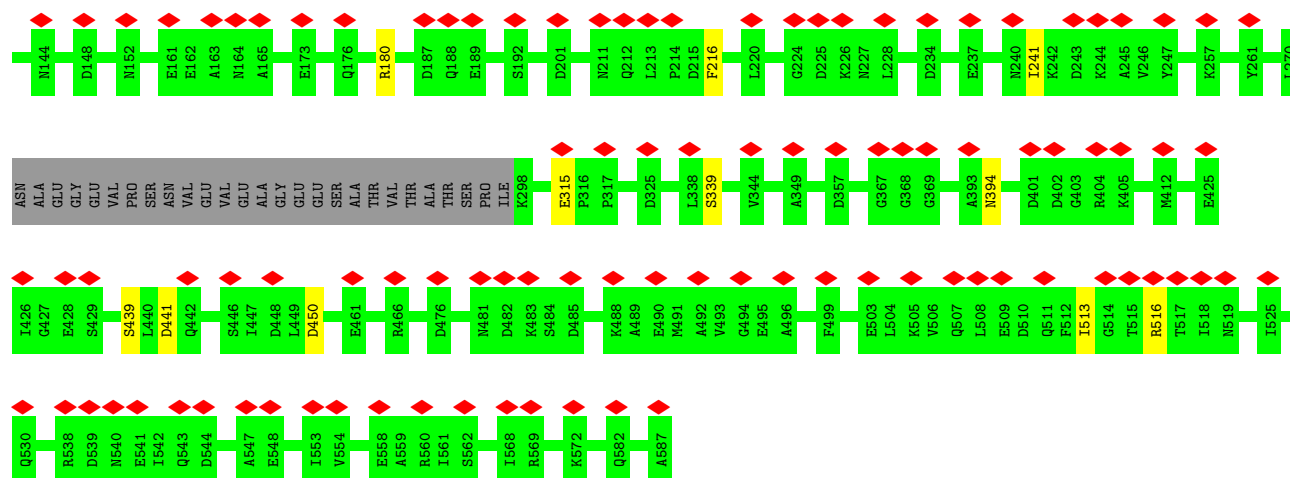 N144 D148 N152 E161 E162 A163 N164 A165 E173 Q176 R180 D187 Q188 E189 S192 D201 N211 Q212 L213 P214 D215 F216 L220 G224 D225 K226 N227 L228 D234 E237 N240 I241 K242 D243 K244 A245 V246 Y247 K257 Y261 L270
ASN ALA GLU GLY GLU VAL PRO SER ASN VAL GLU VAL GLU ALA GLY GLU GLU SER ALA THR VAL THR ALA THR SER PRO ILE K298 E315 P316 P317 D325 L338 S339 V344 A349 D357 G367 G368 G369 A393 N394 D401 D402 G403 R404 K405 M412 E425
I426 G427 E428 S429 S439 L440 D441 Q442 S446 I447 D448 L449 D450 E461 R466 D476 N481 D482 K483 S484 D485 K488 A489 E490 M491 A492 V493 G494 E495 A496 F499 E503 L504 K505 V506 Q507 L508 E509 D510 Q511 F512 I513 G514 T515 R516 T517 I518 N519 I525
Q530 R538 D539 N540 E541 I542 Q543 D544 A547 E548 I553 V554 E558 A559 R560 I561 S562 I568 R569 K572 Q582 A587